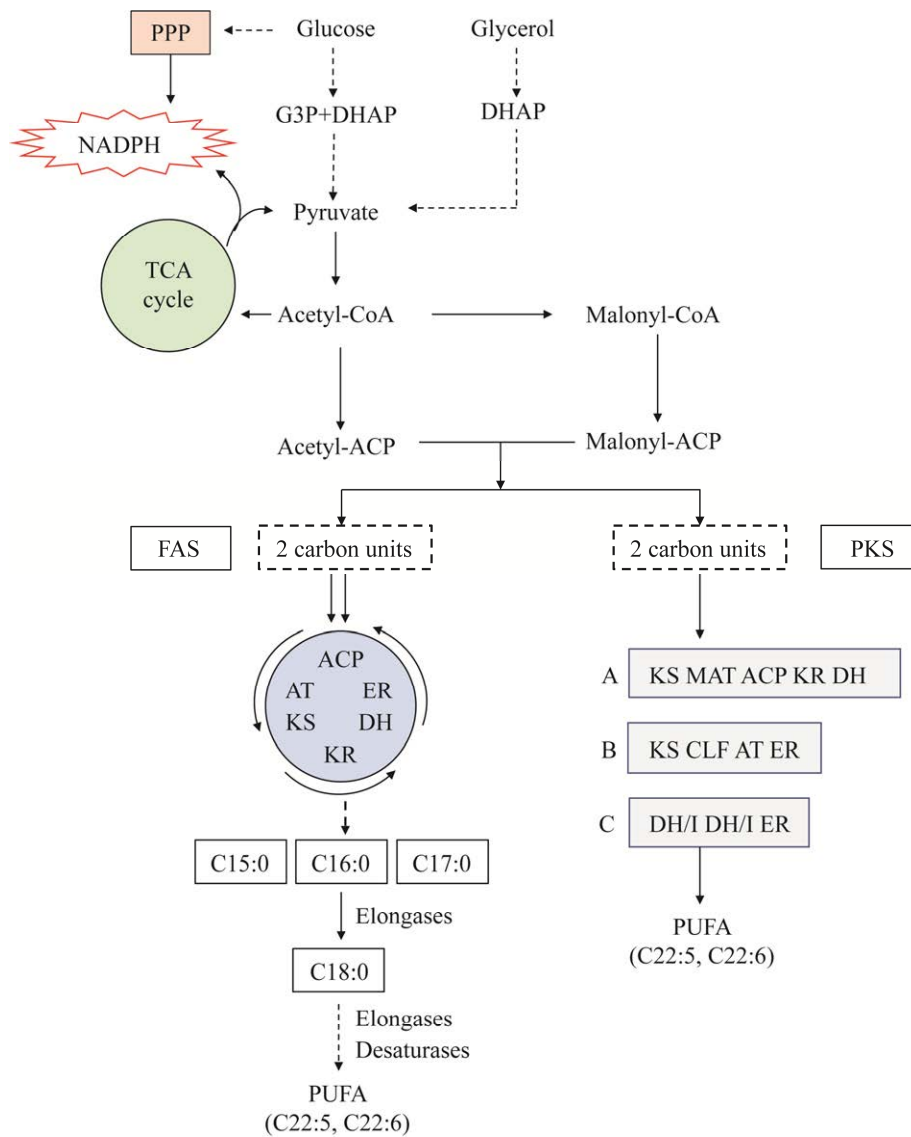 PPP
Glucose
Glycerol
G3P+DHAP
DHAP
NADPH
Pyruvate
TCA
cycle
Acetyl-CoA
Malonyl-CoA
Acetyl-ACP
Malonyl-ACP
FAS
2 carbon units
2 carbon units
PKS
ACP
AT
ER
KS
DH
KR
A
KS MAT ACP KR DH
B
KS CLF AT ER
C
DH/I DH/I ER
C15:0
C16:0
C17:0
Elongases
C18:0
Elongases
Desaturases
PUFA
(C22:5, C22:6)
PUFA
(C22:5, C22:6)